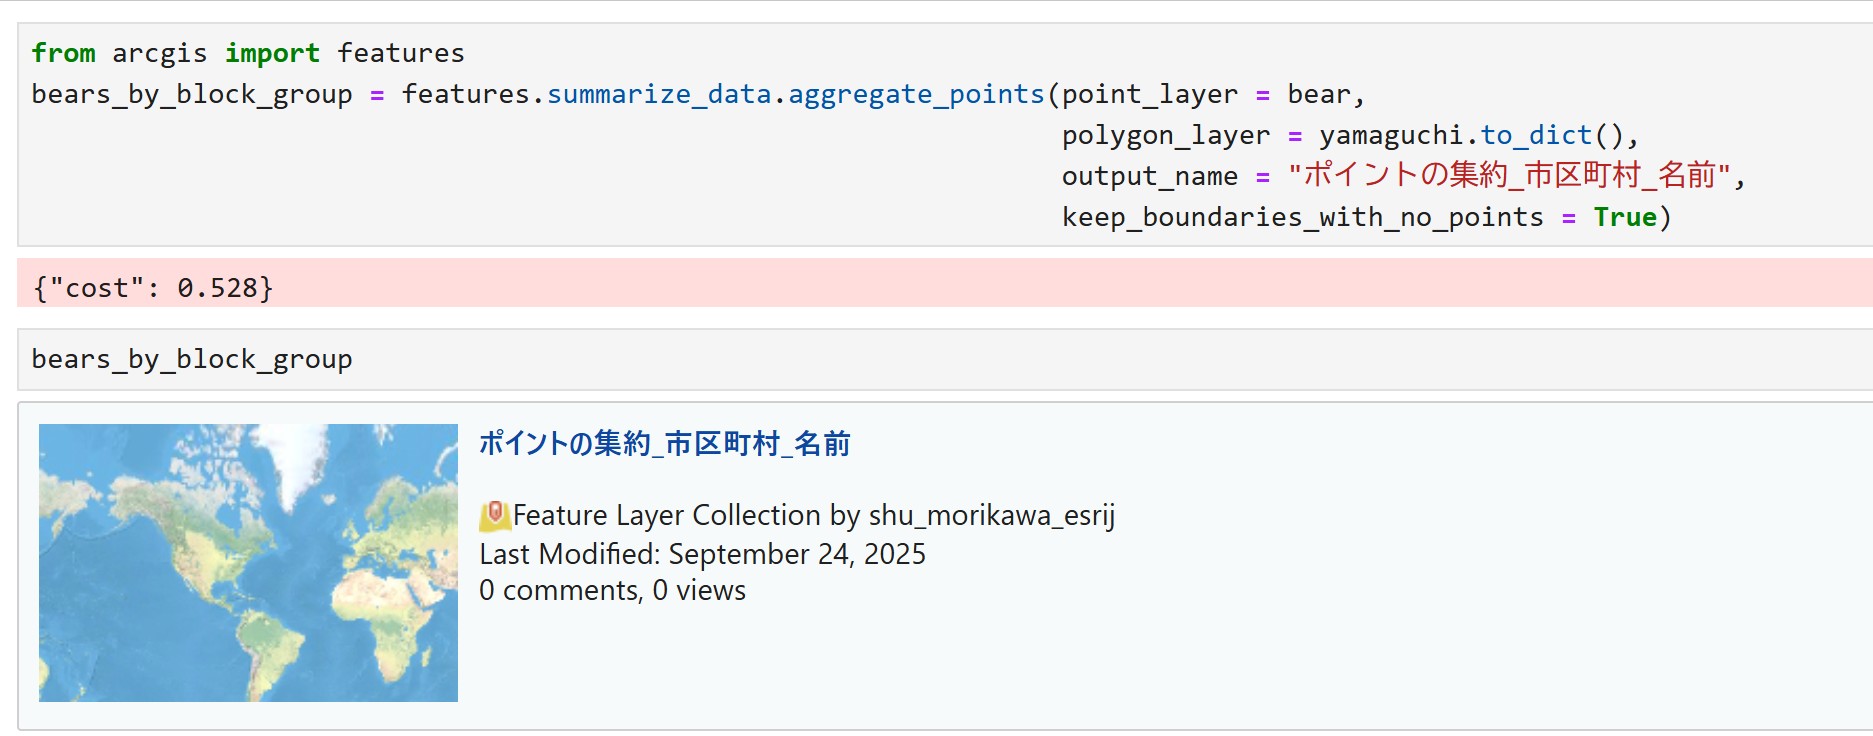 from arcgis import features
bears_by_block_group = features.summarize_data.aggregate_points(point_layer = bear,
polygon_layer = yamaguchi.to_dict(),
output_name = "ポイントの集約_市区町村_名前",
keep_boundaries_with_no_points = True)
{"cost": 0.528}
bears_by_block_group
ポイントの集約_市区町村_名前
Feature Layer Collection by shu_morikawa_esrij
Last Modified: September 24, 2025
0 comments, 0 views